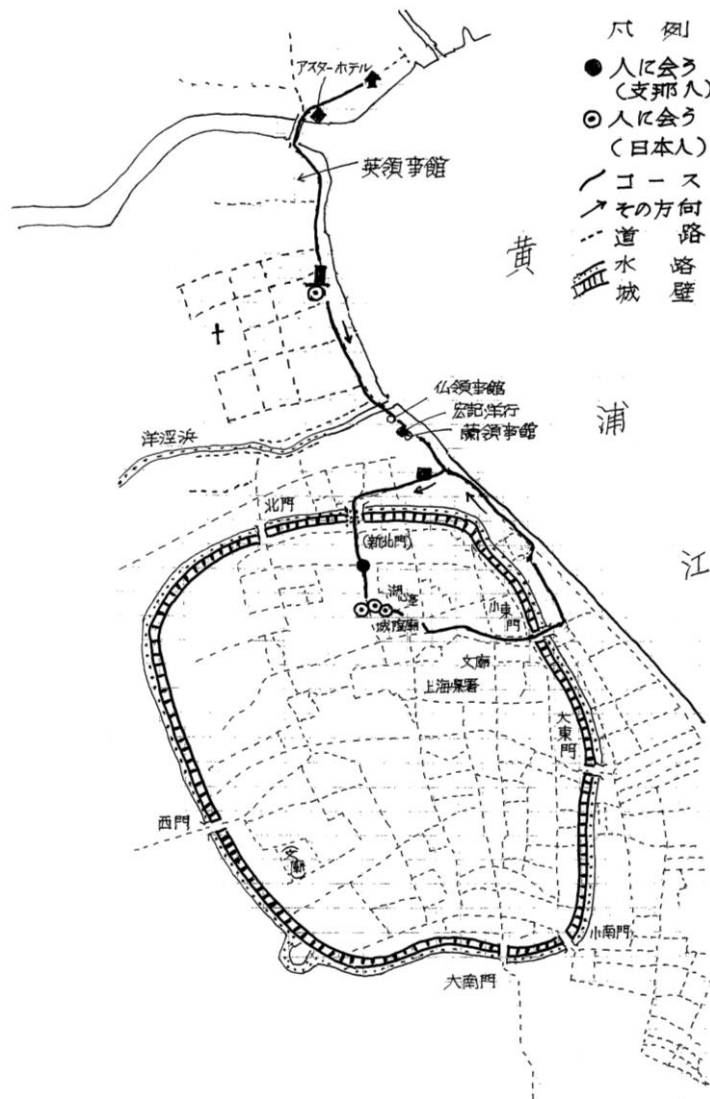 凡例
人に会う
(支那人)
人に会う
(日本人)
コース
その方向
道路
水路
城壁
アスターホテル
英領事館
黄
浦
江
仏領事館
宏記洋行
蘭領事館
洋涇浜
北門
(新北門)
湖
城隍廟
小東門
文廟
上海県署
大東門
西門
(文廟)
小南門
大南門